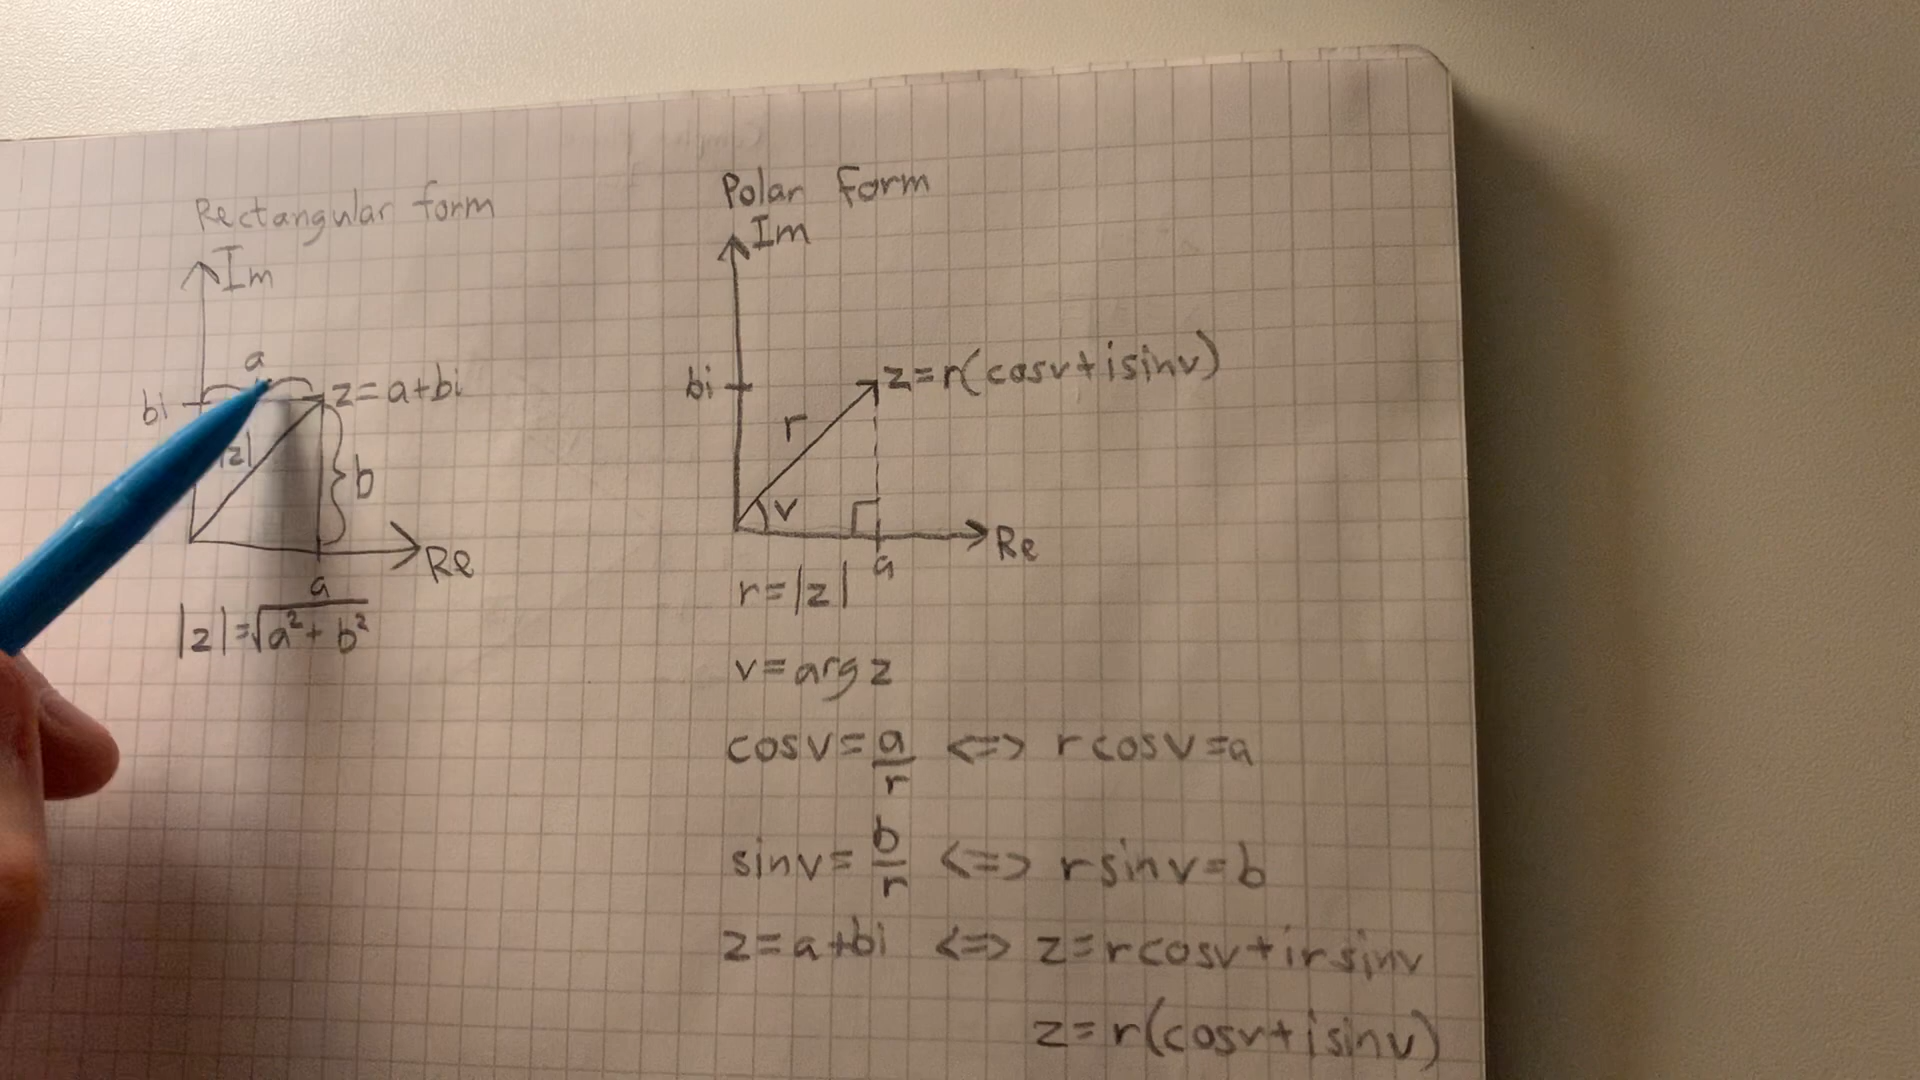 Rectangular form
Im
a
bi
z=a+bi
|z|
b
Re
a
|z|=√a²+b²
Polar form
Im
bi
z=r(cosv+isinv)
r
v
Re
a
r=|z|
v=arg z
cosv=a/r <=> rcosv=a
sinv=b/r <=> rsinv=b
z=a+bi <=> z=rcosv+irsinv
z=r(cosv+isinv)